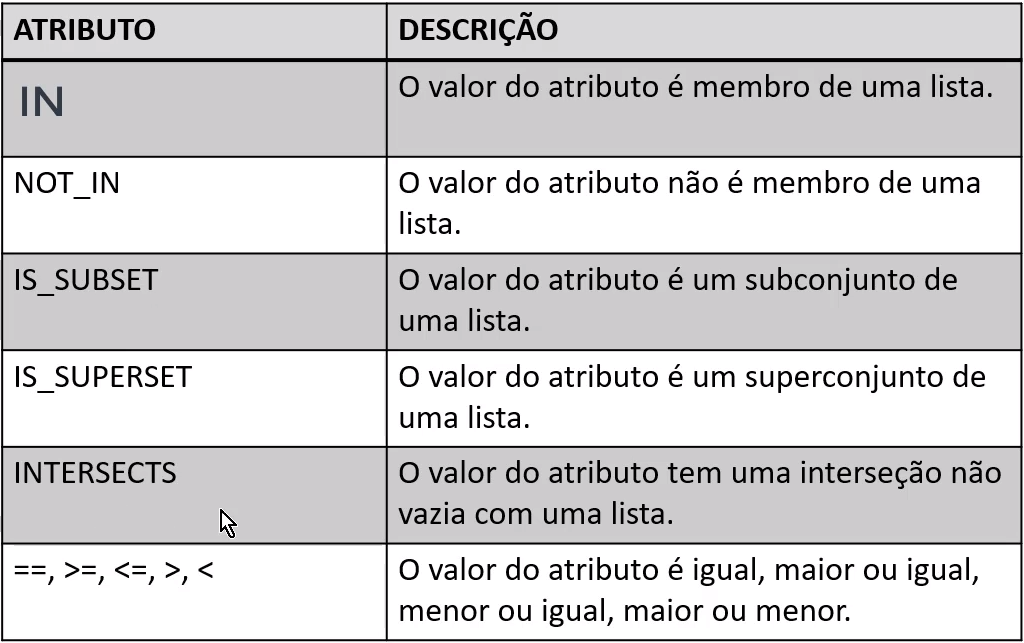 ATRIBUTO
DESCRIÇÃO
IN
O valor do atributo é membro de uma lista.
NOT_IN
O valor do atributo não é membro de uma
lista.
IS_SUBSET
O valor do atributo é um subconjunto de
uma lista.
IS_SUPERSET
O valor do atributo é um superconjunto de
uma lista.
INTERSECTS
O valor do atributo tem uma interseção não
vazia com uma lista.
==, >=, <=, >, <
O valor do atributo é igual, maior ou igual,
menor ou igual, maior ou menor.